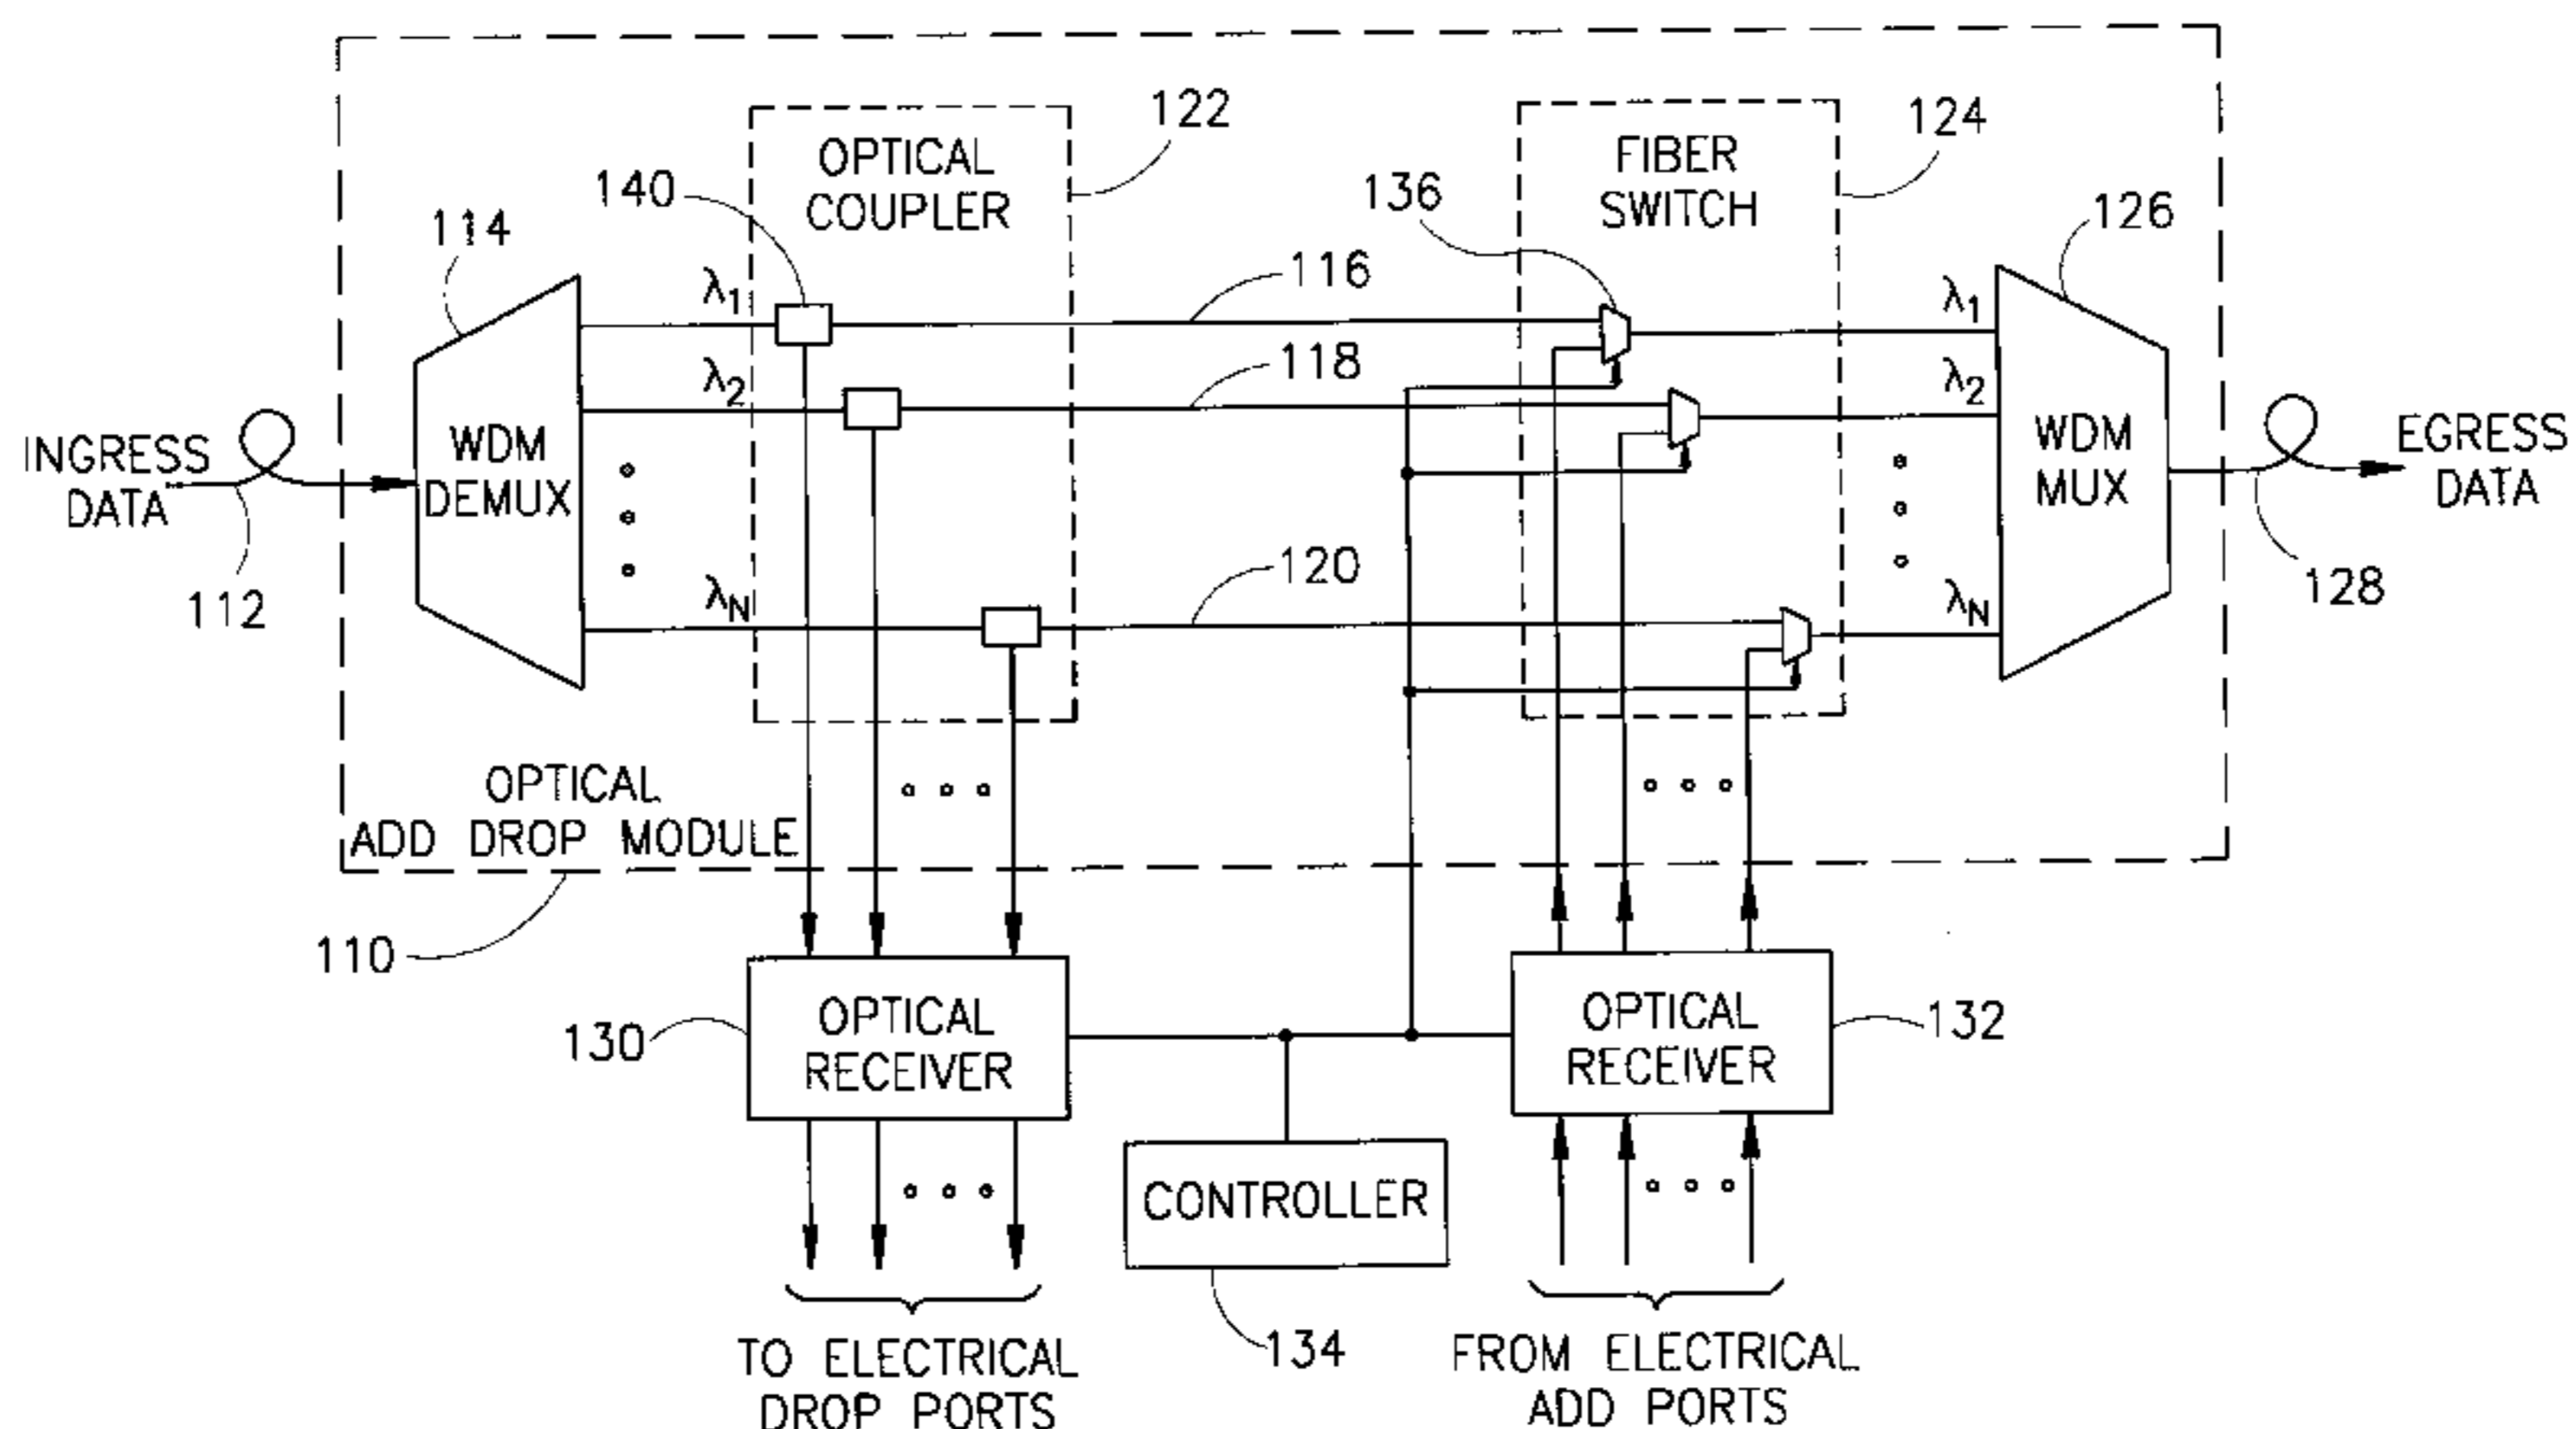 122
124
OPTICAL
COUPLER
FIBER
SWITCH
140
136
126
114
116
λ1
λ1
118
λ2
λ2
INGRESS
DATA
WDM
DEMUX
WDM
MUX
EGRESS
DATA
120
112
λN
λN
128
OPTICAL
ADD DROP MODULE
110
130
OPTICAL
RECEIVER
OPTICAL
RECEIVER
132
CONTROLLER
134
TO ELECTRICAL
DROP PORTS
FROM ELECTRICAL
ADD PORTS